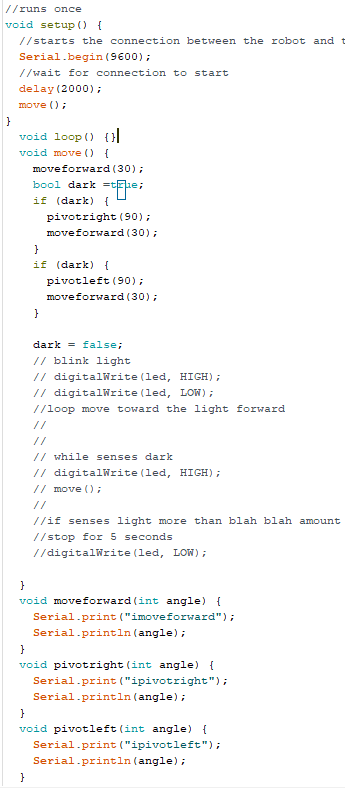 //runs once
void setup() {
  //starts the connection between the robot and t
  Serial.begin(9600);
  //wait for connection to start
  delay(2000);
  move();
}
  void loop() {}
  void move() {
    moveforward(30);
    bool dark =true;
    if (dark) {
      pivotright(90);
      moveforward(30);
    }
    if (dark) {
      pivotleft(90);
      moveforward(30);
    }

    dark = false;
    // blink light
    // digitalWrite(led, HIGH);
    // digitalWrite(led, LOW);
    //loop move toward the light forward
    //
    //
    // while senses dark
    // digitalWrite(led, HIGH);
    // move();
    //
    //if senses light more than blah blah amount
    //stop for 5 seconds
    //digitalWrite(led, LOW);

  }
  void moveforward(int angle) {
    Serial.print("imoveforward");
    Serial.println(angle);
  }
  void pivotright(int angle) {
    Serial.print("ipivotright");
    Serial.println(angle);
  }
  void pivotleft(int angle) {
    Serial.print("ipivotleft");
    Serial.println(angle);
  }